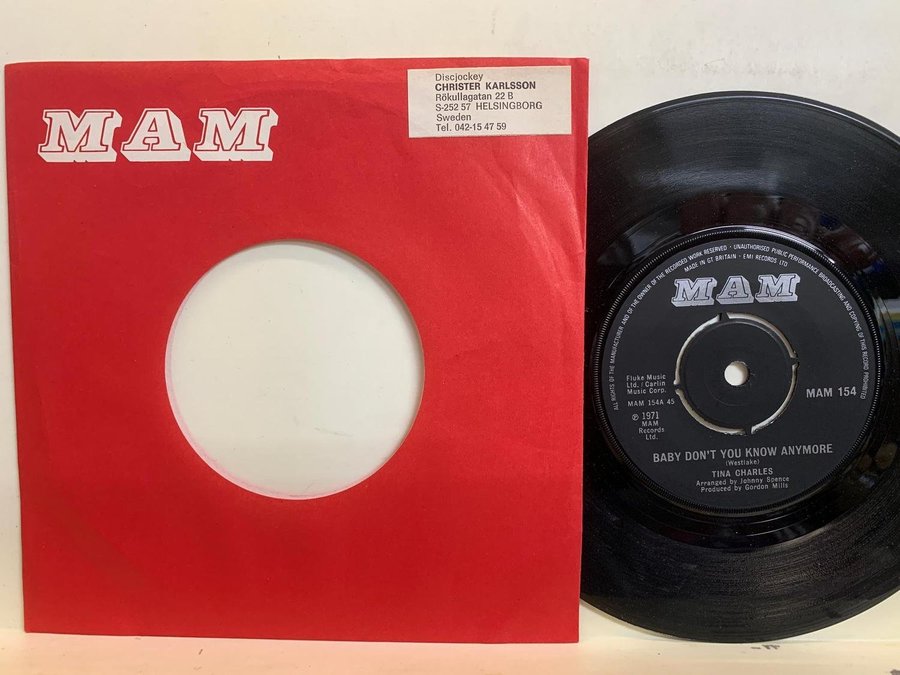 MAM
Discjockey
CHRISTER KARLSSON
Rökullagatan 22 B
S-252 57 HELSINGBORG
Sweden
Tel. 042-15 47 59
ALL RIGHTS OF THE MANUFACTURER AND OF THE OWNER OF THE RECORDED WORK RESERVED · UNAUTHORISED PUBLIC PERFORMANCE BROADCASTING AND COPYING OF THIS RECORD PROHIBITED
MADE IN GT BRITAIN · EMI RECORDS LTD
MAM
Fluke Music
Ltd./Carlin
Music Corp.
MAM 154A 45
℗ 1971
MAM
Records
Ltd.
MAM 154
BABY DON'T YOU KNOW ANYMORE
(Westlake)
TINA CHARLES
Arranged by Johnny Spence
Produced by Gordon Mills